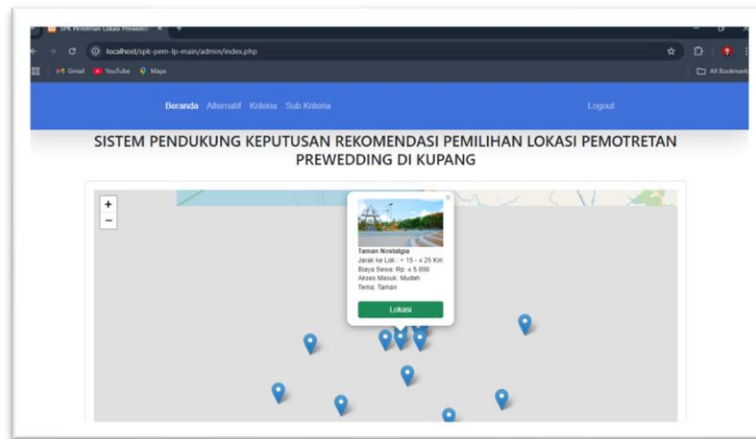 SPK Pemilihan Lokasi Prewedd
localhost/spk-pem-lp-main/admin/index.php
Gmail YouTube Maps All Bookmarks
Beranda Alternatif Kriteria Sub Kriteria Logout
SISTEM PENDUKUNG KEPUTUSAN REKOMENDASI PEMILIHAN LOKASI PEMOTRETAN
PREWEDDING DI KUPANG
+
−
×
Taman Nostalgia
Jarak ke Lok.: > 15 - ≤ 25 Km
Biaya Sewa: Rp. ≤ 5.000
Akses Masuk: Mudah
Tema: Taman
Lokasi